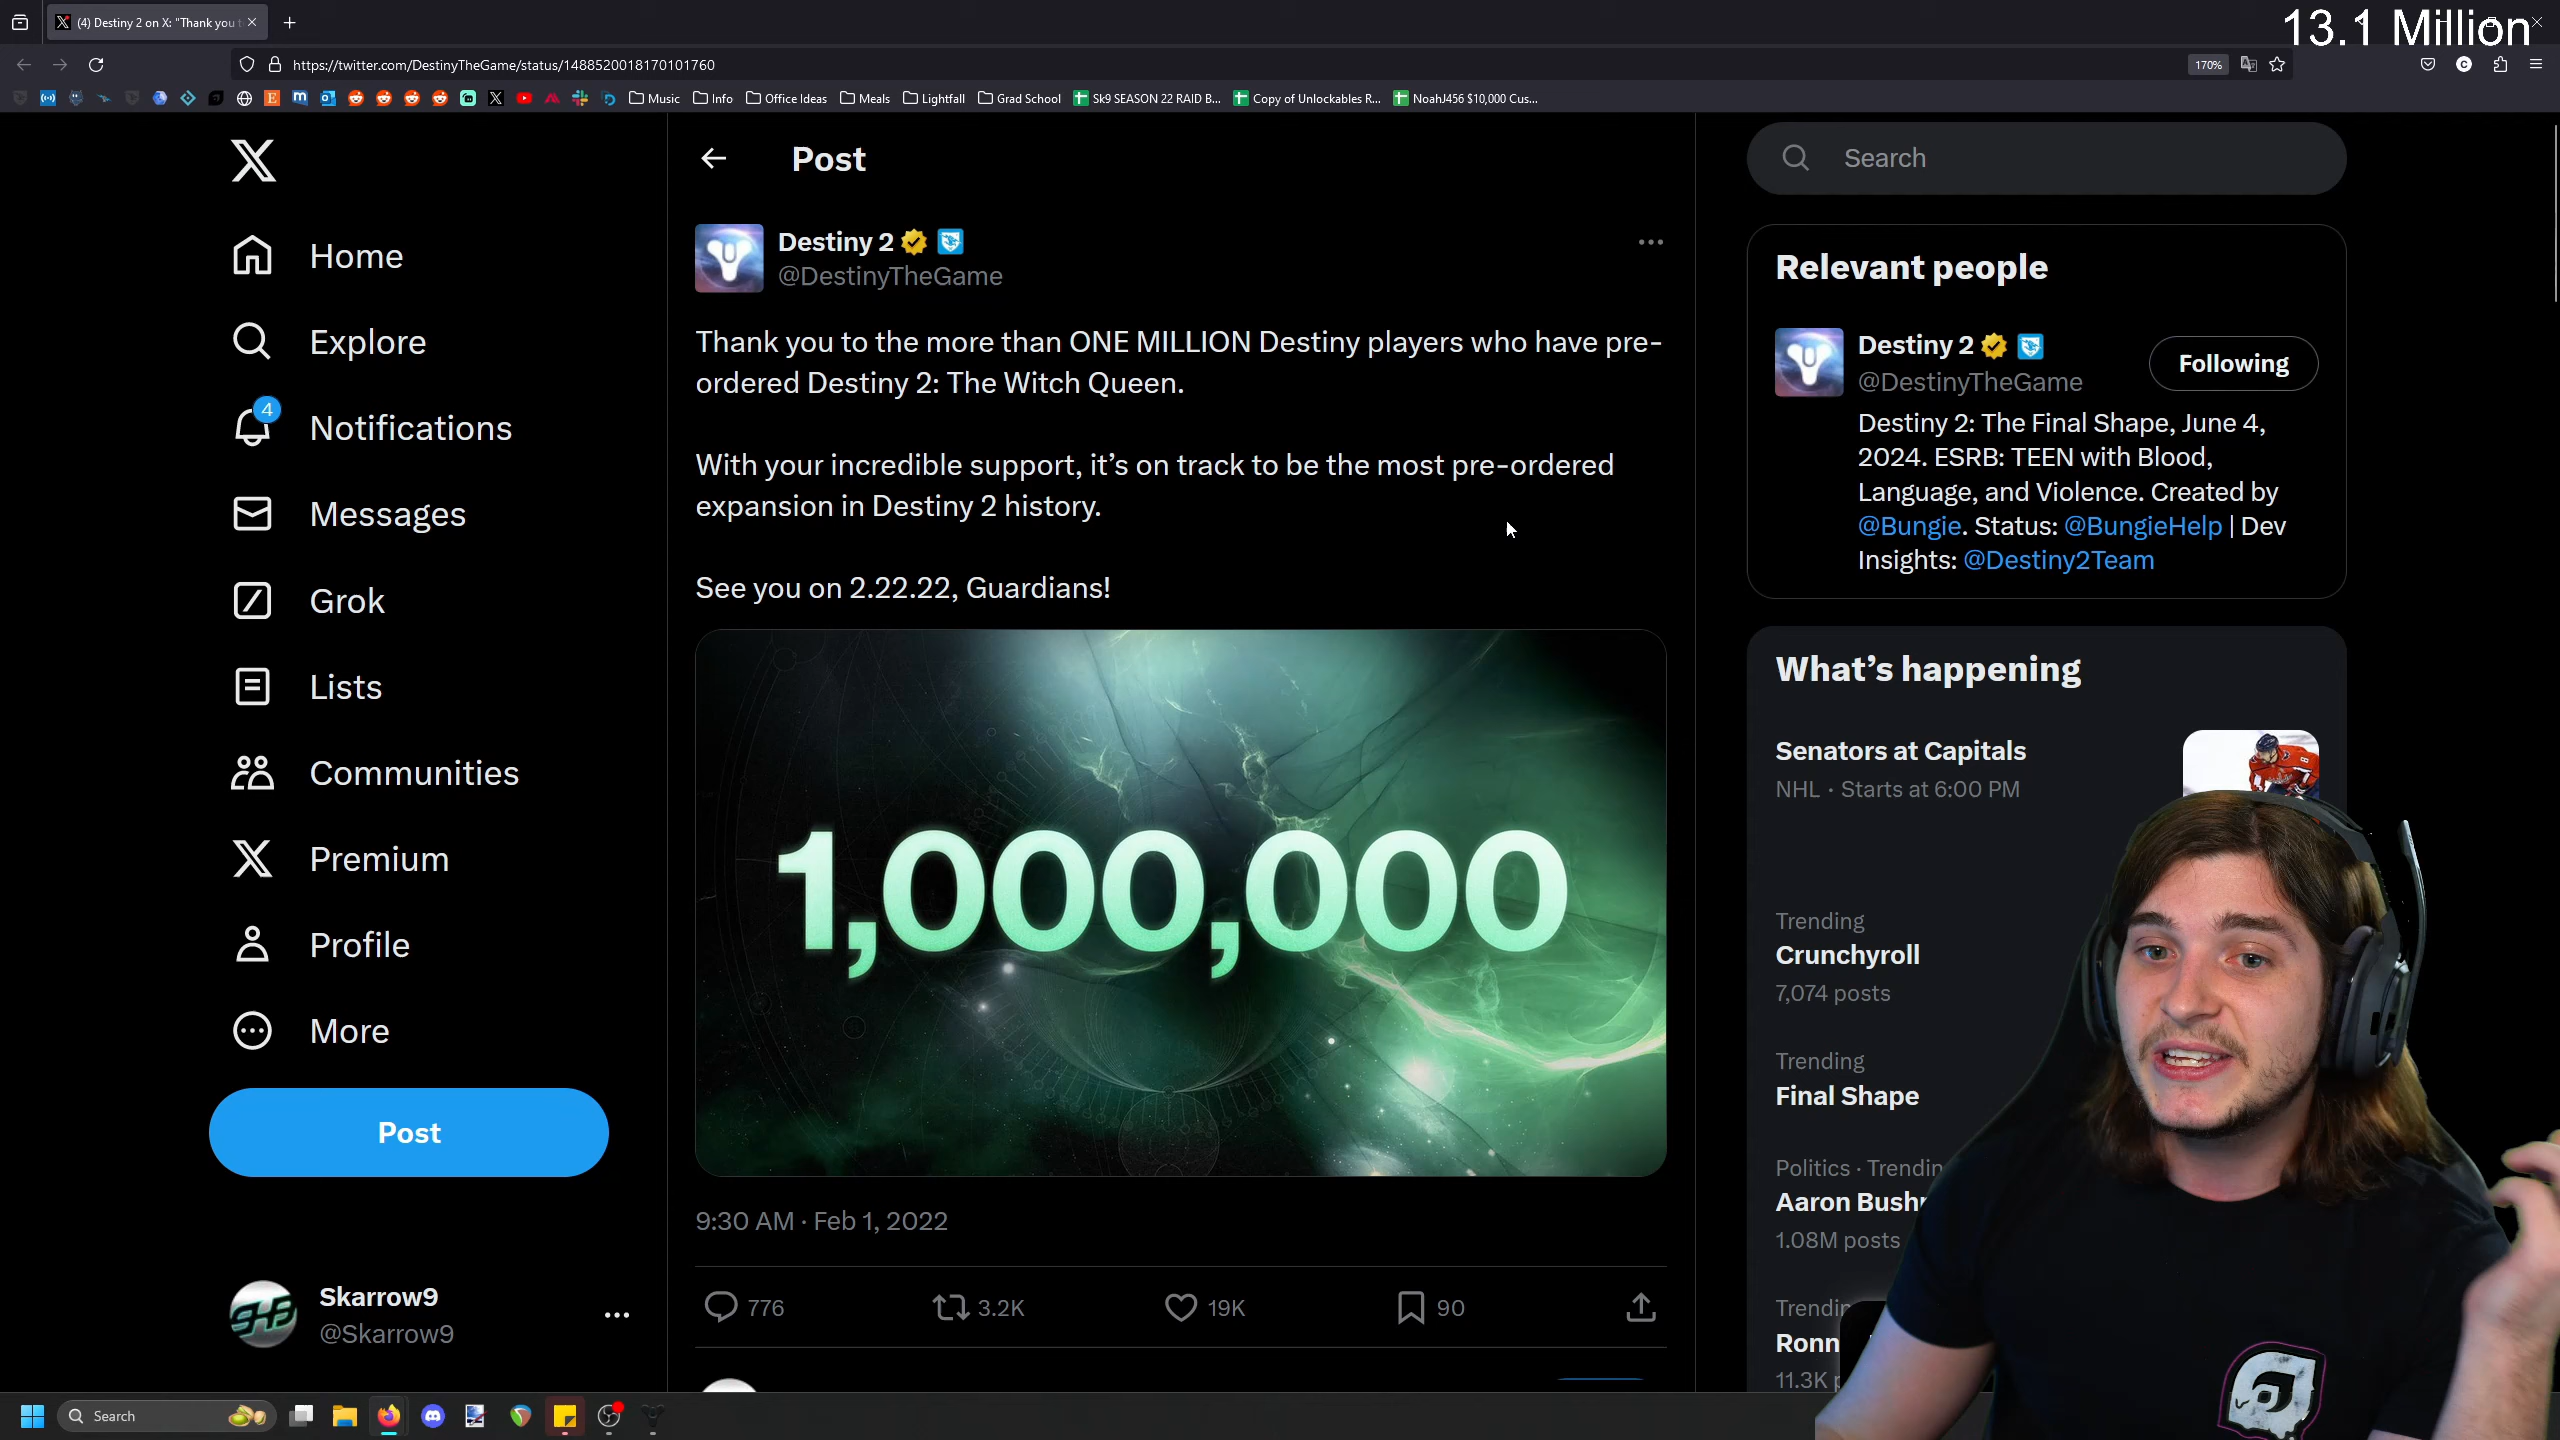 (4) Destiny 2 on X: "Thank you t
13.1 Million
https://twitter.com/DestinyTheGame/status/1488520018170101760
170%
Music
Info
Office Ideas
Meals
Lightfall
Grad School
Sk9 SEASON 22 RAID B...
Copy of Unlockables R...
NoahJ456 $10,000 Cus...
Home
Explore
4
Notifications
Messages
Grok
Lists
Communities
Premium
Profile
More
Post
Skarrow9
@Skarrow9
Post
Destiny 2
@DestinyTheGame
Thank you to the more than ONE MILLION Destiny players who have pre-
ordered Destiny 2: The Witch Queen.
With your incredible support, it's on track to be the most pre-ordered
expansion in Destiny 2 history.
See you on 2.22.22, Guardians!
1,000,000
9:30 AM · Feb 1, 2022
776
3.2K
19K
90
Search
Relevant people
Destiny 2
@DestinyTheGame
Following
Destiny 2: The Final Shape, June 4,
2024. ESRB: TEEN with Blood,
Language, and Violence. Created by
@Bungie. Status: @BungieHelp | Dev
Insights: @Destiny2Team
What's happening
Senators at Capitals
NHL · Starts at 6:00 PM
Trending
Crunchyroll
7,074 posts
Trending
Final Shape
Politics · Trendin
Aaron Bush
1.08M posts
Trendin
Ronn
11.3K p
Search